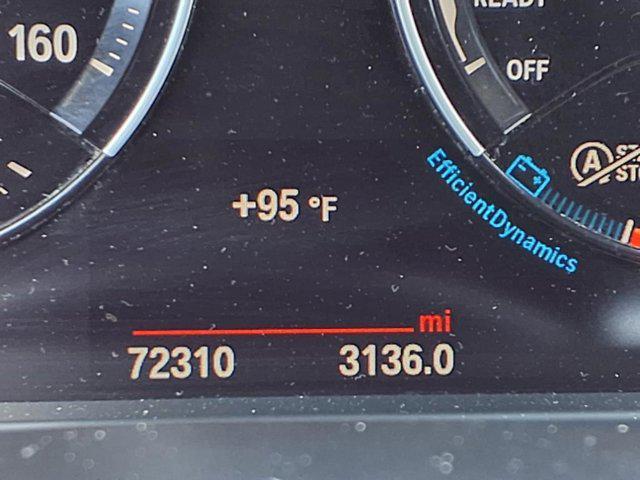 160
READY
OFF
A
+95 °F
EfficientDynamics
mi
72310 3136.0